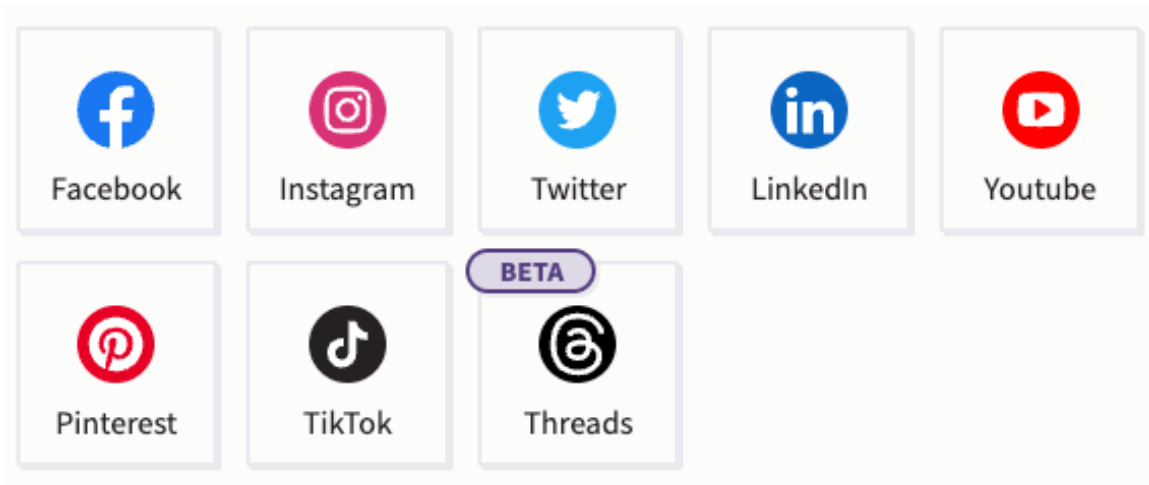 Facebook
Instagram
Twitter
LinkedIn
Youtube
BETA
Pinterest
TikTok
Threads